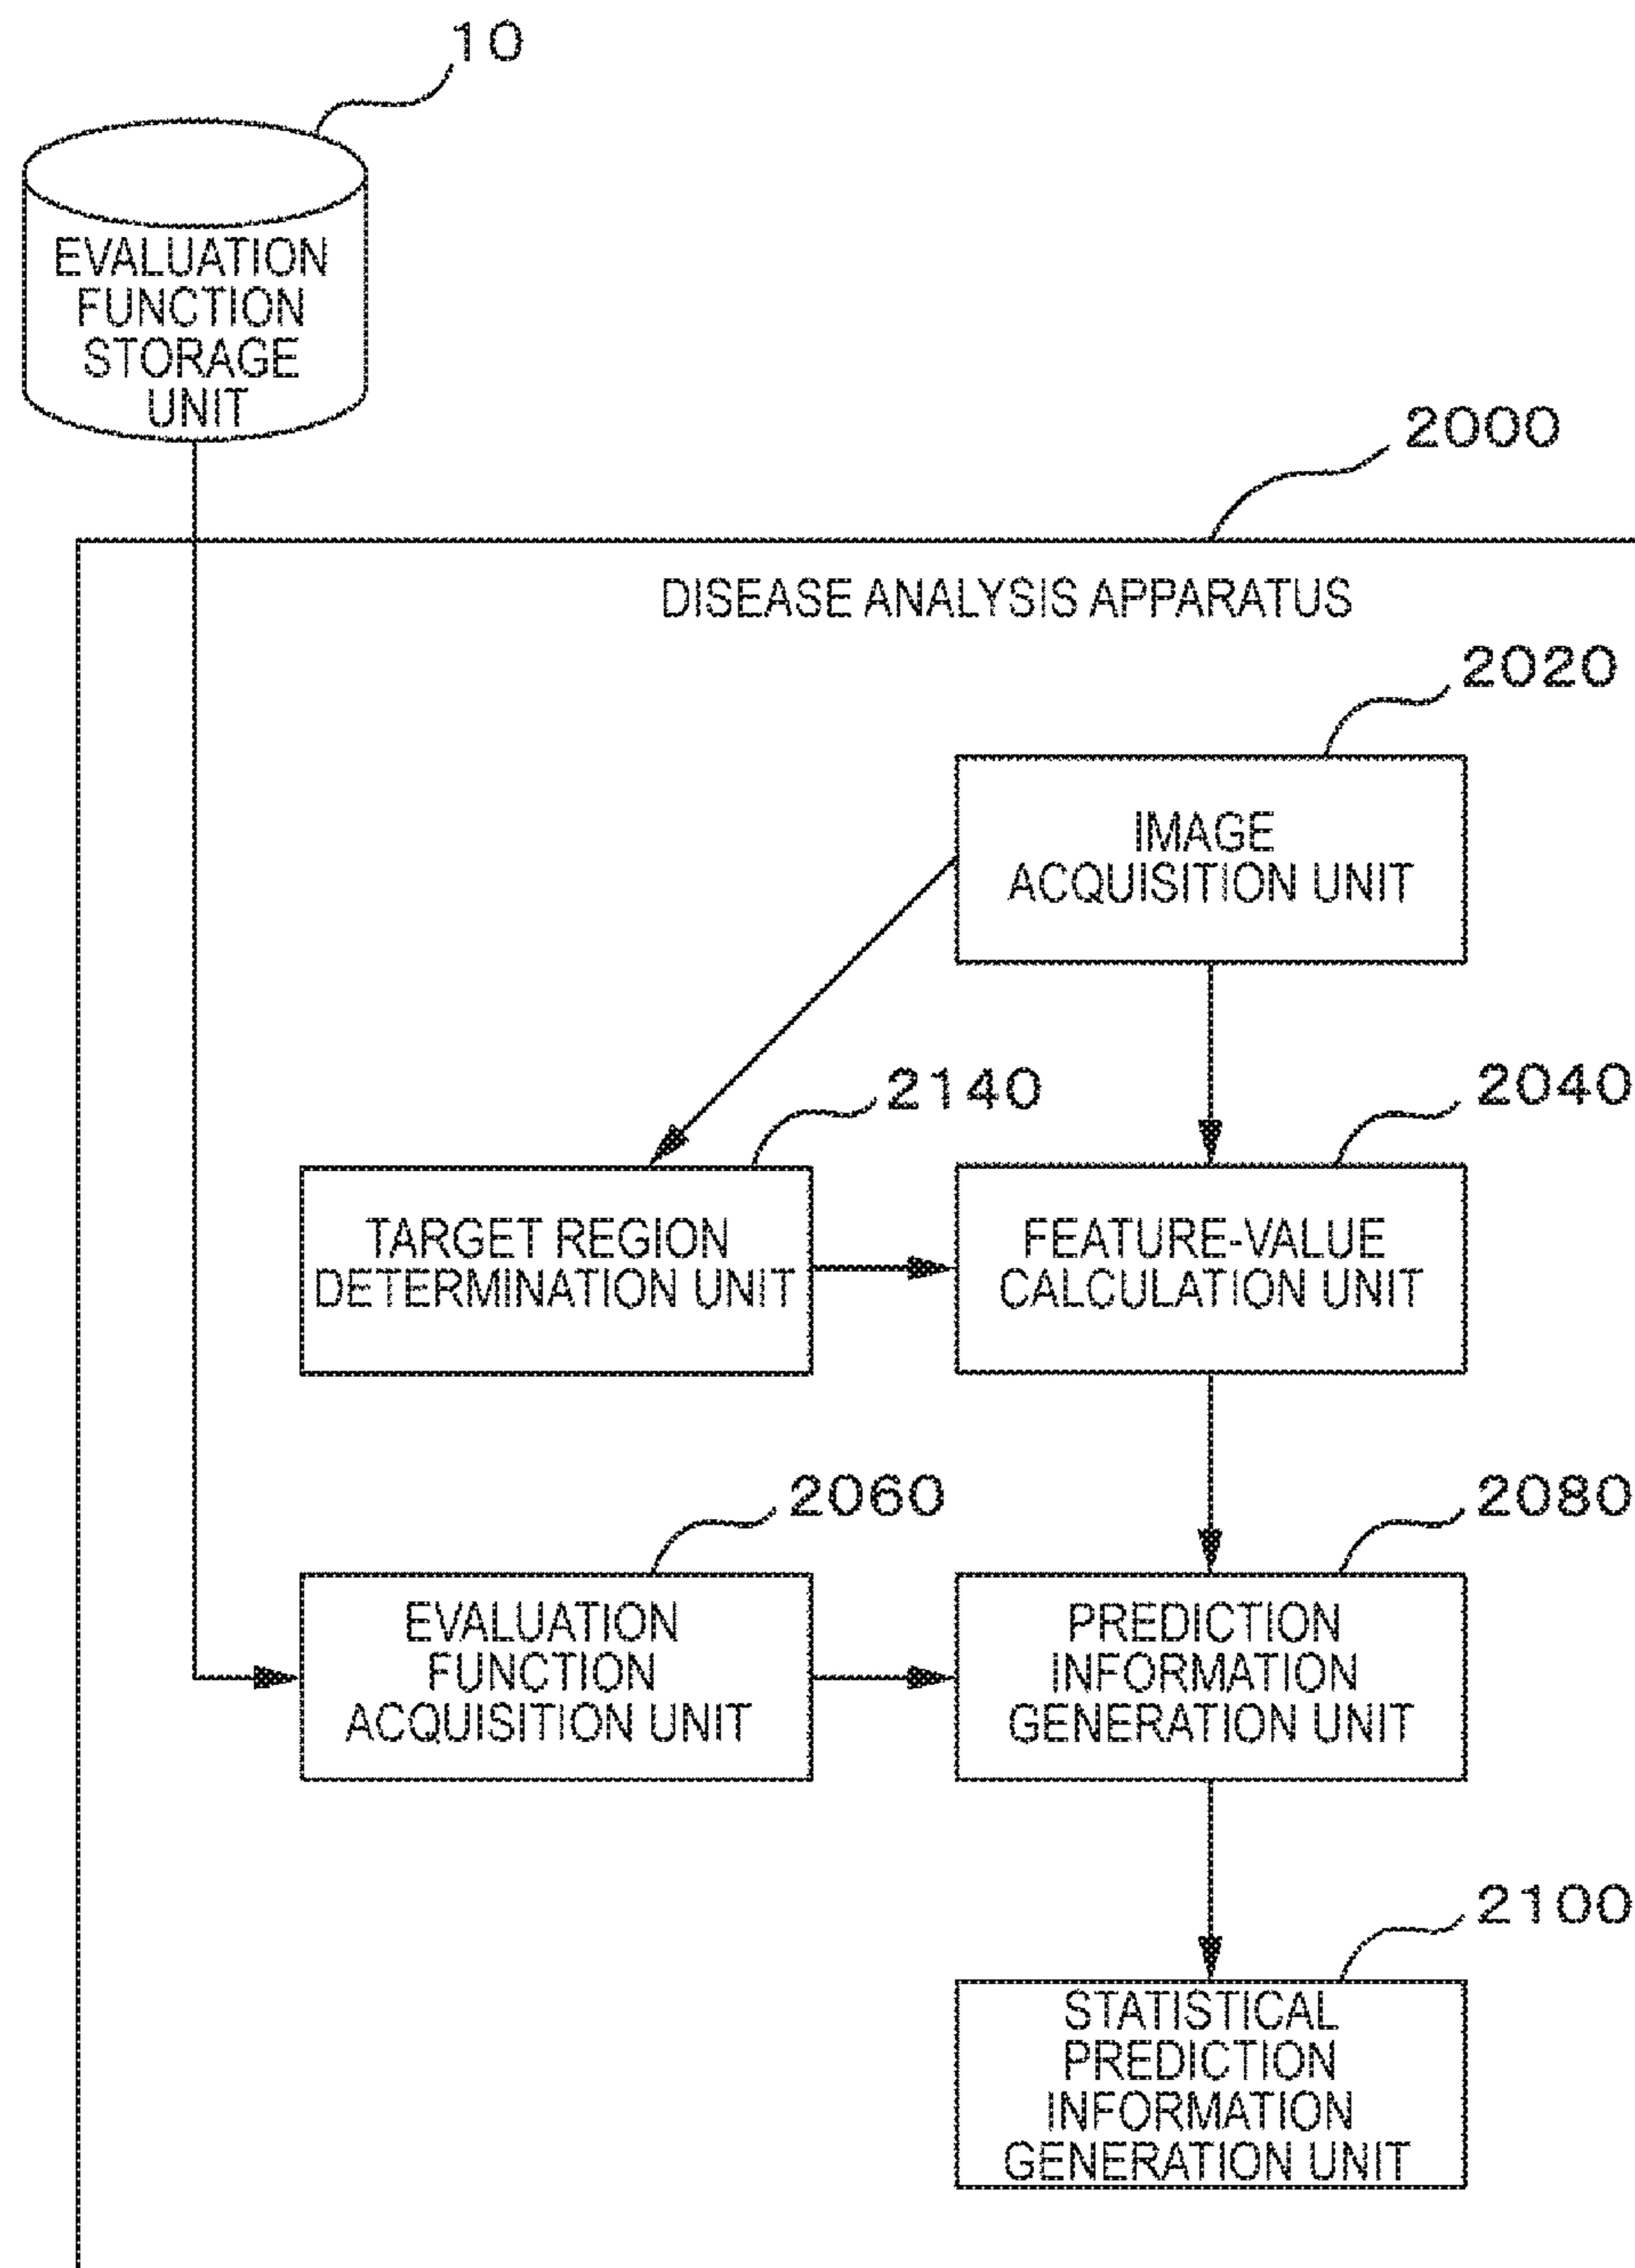 10
EVALUATION
FUNCTION
STORAGE
UNIT
2000
DISEASE ANALYSIS APPARATUS
2020
IMAGE
ACQUISITION UNIT
2140
2040
TARGET REGION
DETERMINATION UNIT
FEATURE-VALUE
CALCULATION UNIT
2060
2080
EVALUATION
FUNCTION
ACQUISITION UNIT
PREDICTION
INFORMATION
GENERATION UNIT
2100
STATISTICAL
PREDICTION
INFORMATION
GENERATION UNIT